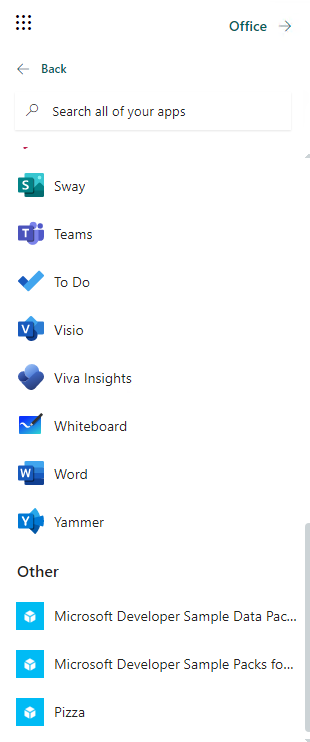 Office
Back
Search all of your apps
Sway
Teams
To Do
Visio
Viva Insights
Whiteboard
Word
Yammer
Other
Microsoft Developer Sample Data Pac...
Microsoft Developer Sample Packs fo...
Pizza